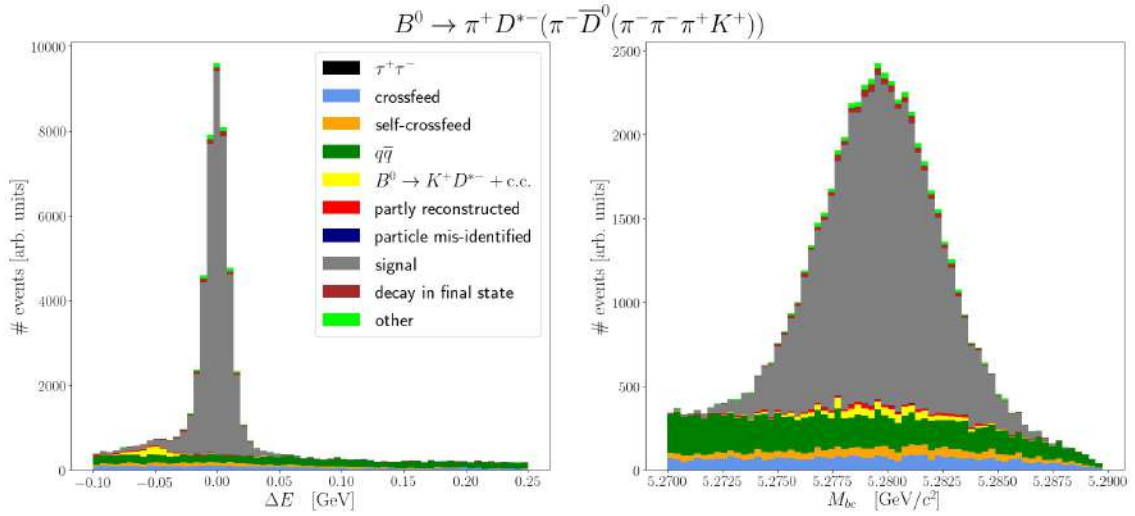 B⁰ → π⁺D*⁻(π⁻D̅⁰(π⁻π⁻π⁺K⁺))
10000
8000
6000
4000
2000
0
# events [arb. units]
−0.10 −0.05 0.00 0.05 0.10 0.15 0.20 0.25
ΔE [GeV]
τ⁺τ⁻
crossfeed
self-crossfeed
qq̅
B⁰ → K⁺D*⁻ + c.c.
partly reconstructed
particle mis-identified
signal
decay in final state
other
2500
2000
1500
1000
500
0
# events [arb. units]
5.2700 5.2725 5.2750 5.2775 5.2800 5.2825 5.2850 5.2875 5.2900
M_bc [GeV/c²]